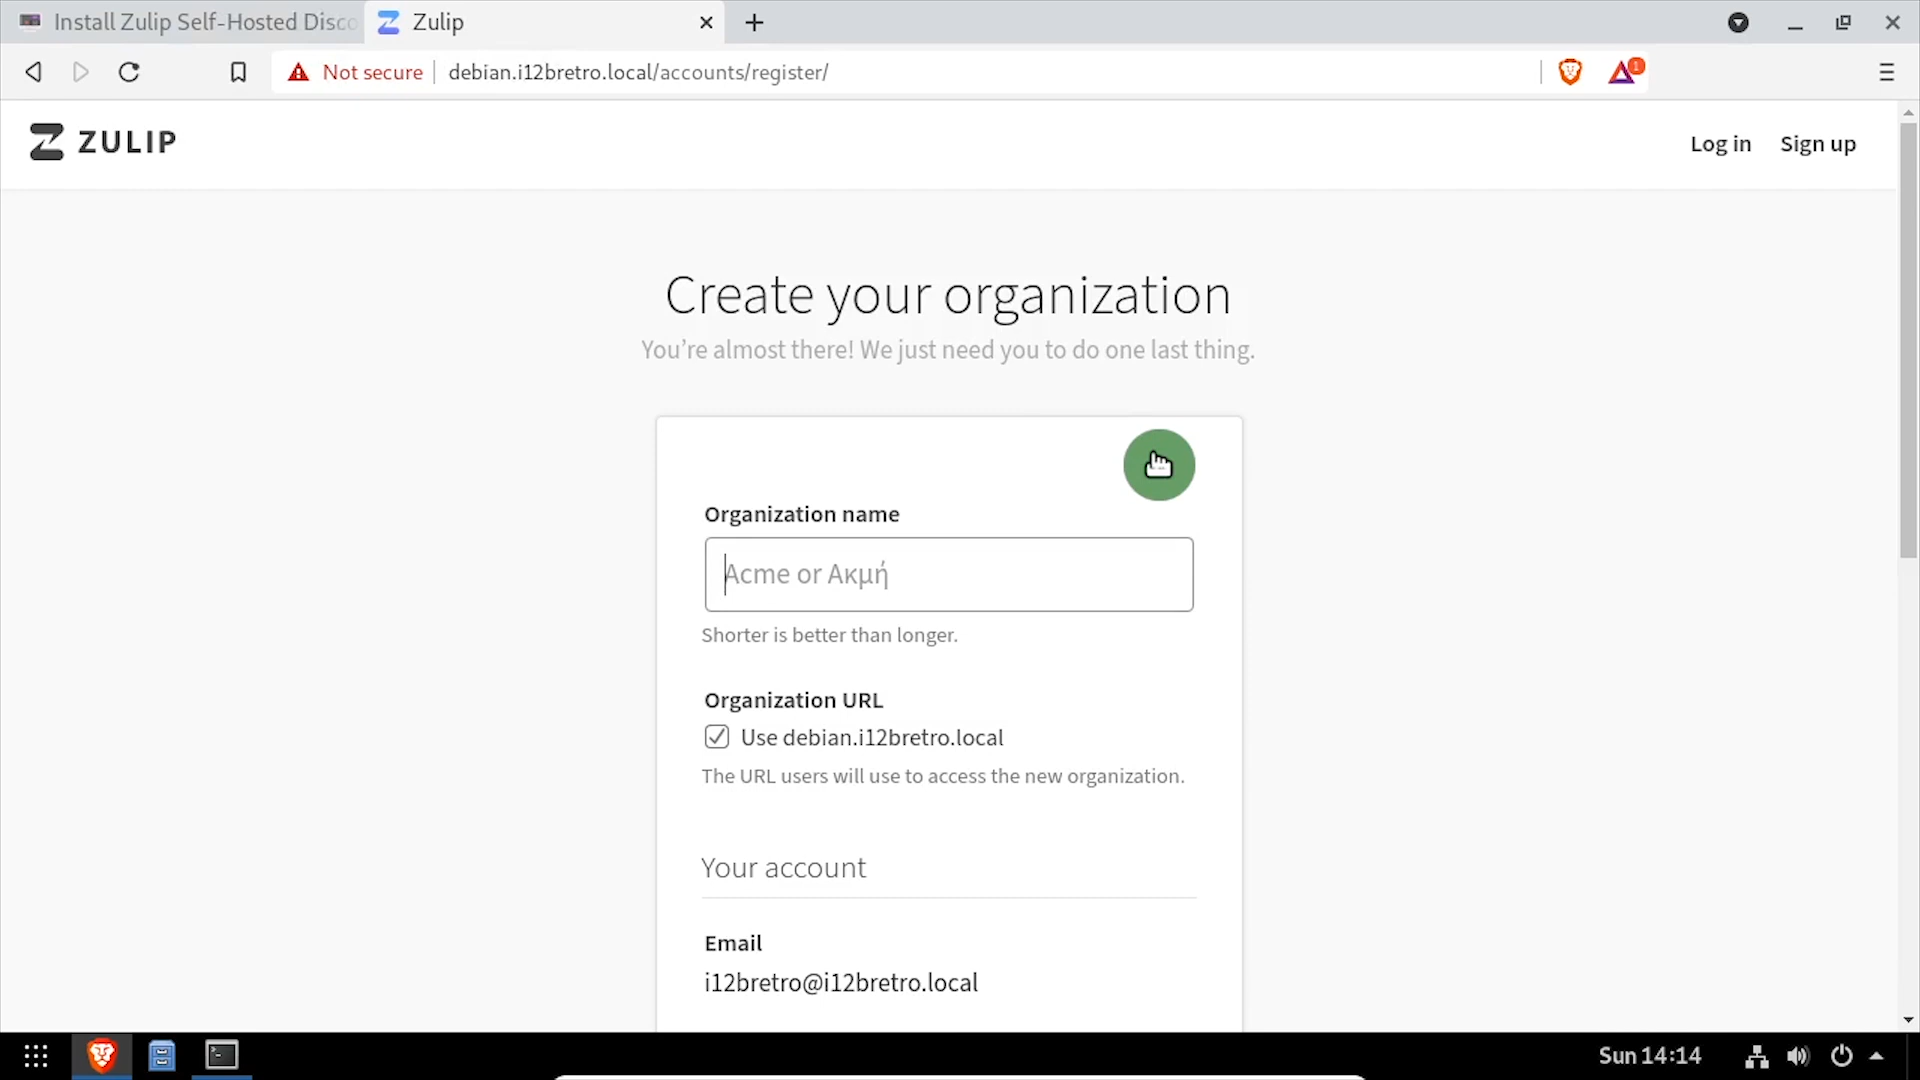 Install Zulip Self-Hosted Disco
Zulip
Not secure
debian.i12bretro.local/accounts/register/
1
ZULIP
Log in
Sign up
Create your organization
You’re almost there! We just need you to do one last thing.
Organization name
Acme or Ακμή
Shorter is better than longer.
Organization URL
Use debian.i12bretro.local
The URL users will use to access the new organization.
Your account
Email
i12bretro@i12bretro.local
Sun 14:14